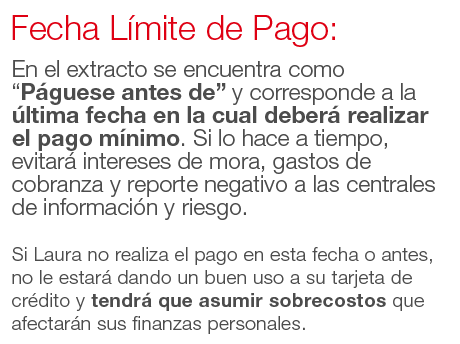 Fecha Límite de Pago:
En el extracto se encuentra como
“Páguese antes de” y corresponde a la
última fecha en la cual deberá realizar
el pago mínimo. Si lo hace a tiempo,
evitará intereses de mora, gastos de
cobranza y reporte negativo a las centrales
de información y riesgo.
Si Laura no realiza el pago en esta fecha o antes,
no le estará dando un buen uso a su tarjeta de
crédito y tendrá que asumir sobrecostos que
afectarán sus finanzas personales.